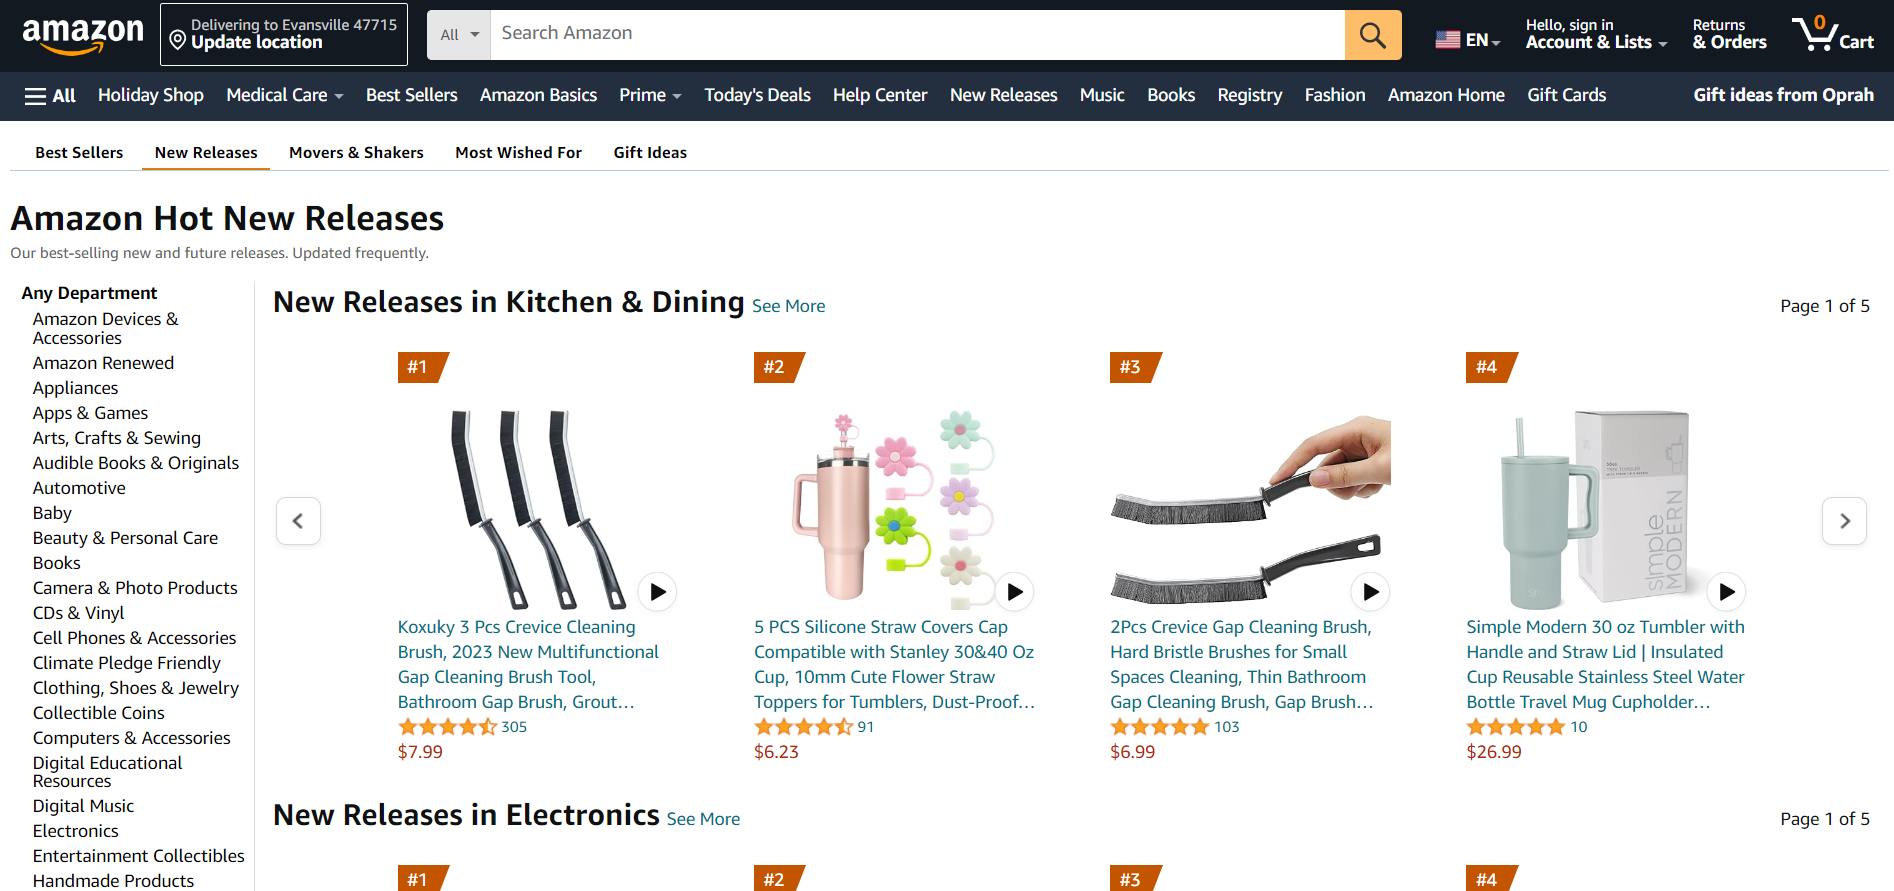 amazon
Delivering to Evansville 47715
Update location
All
Search Amazon
EN
Hello, sign in
Account & Lists
Returns
& Orders
0
Cart
All
Holiday Shop
Medical Care
Best Sellers
Amazon Basics
Prime
Today's Deals
Help Center
New Releases
Music
Books
Registry
Fashion
Amazon Home
Gift Cards
Gift ideas from Oprah
Best Sellers
New Releases
Movers & Shakers
Most Wished For
Gift Ideas
Amazon Hot New Releases
Our best-selling new and future releases. Updated frequently.
Any Department
Amazon Devices &
Accessories
Amazon Renewed
Appliances
Apps & Games
Arts, Crafts & Sewing
Audible Books & Originals
Automotive
Baby
Beauty & Personal Care
Books
Camera & Photo Products
CDs & Vinyl
Cell Phones & Accessories
Climate Pledge Friendly
Clothing, Shoes & Jewelry
Collectible Coins
Computers & Accessories
Digital Educational
Resources
Digital Music
Electronics
Entertainment Collectibles
Handmade Products
New Releases in Kitchen & Dining See More
Page 1 of 5
#1
Koxuky 3 Pcs Crevice Cleaning
Brush, 2023 New Multifunctional
Gap Cleaning Brush Tool,
Bathroom Gap Brush, Grout…
305
$7.99
#2
5 PCS Silicone Straw Covers Cap
Compatible with Stanley 30&40 Oz
Cup, 10mm Cute Flower Straw
Toppers for Tumblers, Dust-Proof…
91
$6.23
#3
2Pcs Crevice Gap Cleaning Brush,
Hard Bristle Brushes for Small
Spaces Cleaning, Thin Bathroom
Gap Cleaning Brush, Gap Brush…
103
$6.99
#4
simple
MODERN
Simple Modern 30 oz Tumbler with
Handle and Straw Lid | Insulated
Cup Reusable Stainless Steel Water
Bottle Travel Mug Cupholder…
10
$26.99
New Releases in Electronics See More
Page 1 of 5
#1
#2
#3
#4